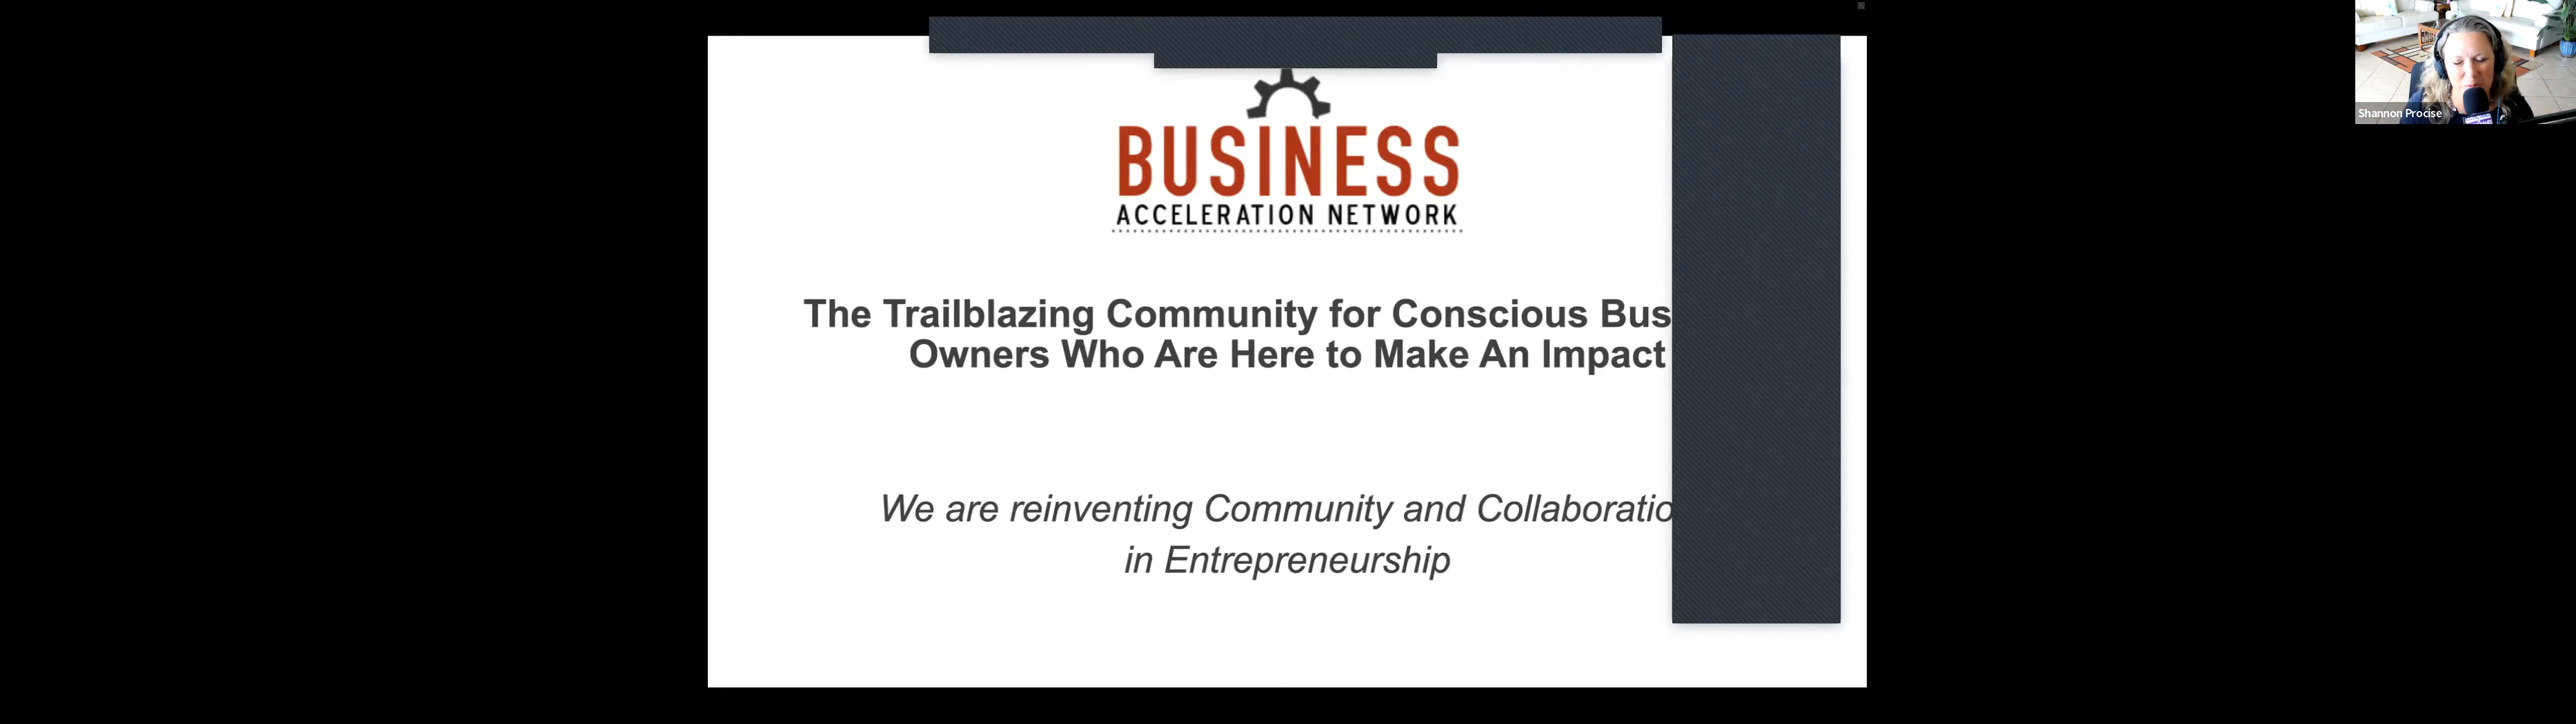 BUSINESS
ACCELERATION NETWORK
The Trailblazing Community for Conscious Bus
Owners Who Are Here to Make An Impact
We are reinventing Community and Collaboratio
in Entrepreneurship
Shannon Procise